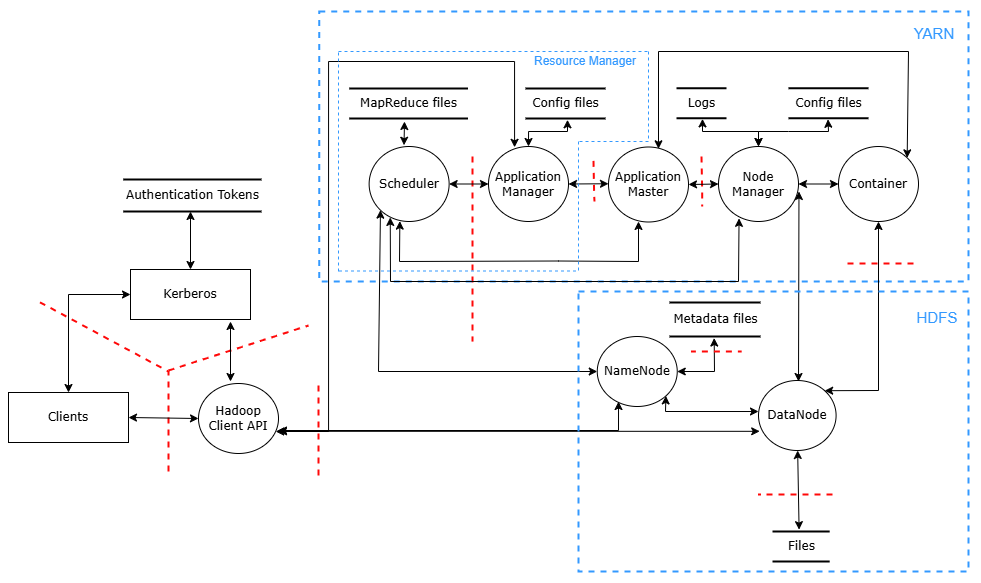 YARN
Resource Manager
MapReduce files
Config files
Logs
Config files
Scheduler
Application
Manager
Application
Master
Node
Manager
Container
Authentication Tokens
Kerberos
Clients
Hadoop
Client API
HDFS
Metadata files
NameNode
DataNode
Files